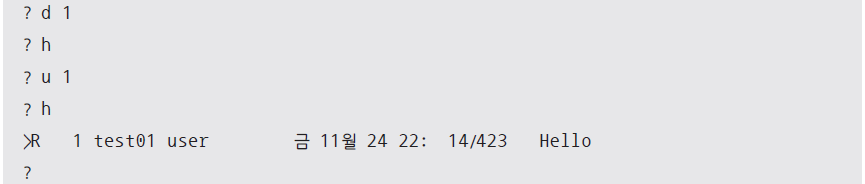 ? d 1
? h
? u 1
? h
>R   1 test01 user        금 11월 24 22:  14/423   Hello
?